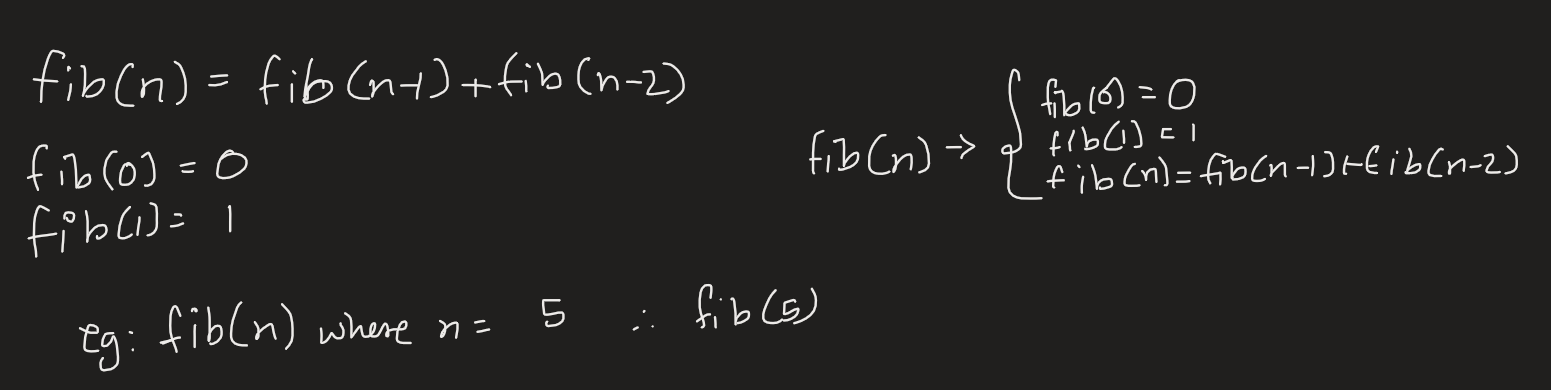 fib(n) = fib(n-1)+fib(n-2)
fib(0) = 0
fib(1) = 1
fib(n) → { fib(0) = 0
fib(1) = 1
fib(n)=fib(n-1)+fib(n-2)
eg: fib(n) where n = 5 ∴ fib(5)